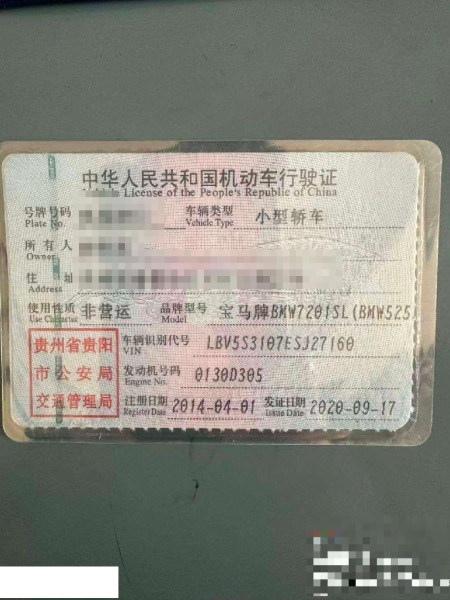 中华人民共和国机动车行驶证
License of the People's Republic of China
号牌号码 车辆类型 小型轿车
Plate No. Vehicle Type
所有人
Owner
住 址
Address
使用性质 非营运 品牌型号 宝马牌BMW7201SL(BMW525
Use Character Model
贵州省贵阳 车辆识别代号 LBV5S3107ESJ27160
VIN
市公安局 发动机号码 0130D305
Engine No.
交通管理局 注册日期 2014-04-01 发证日期 2020-09-17
Register Date Issue Date